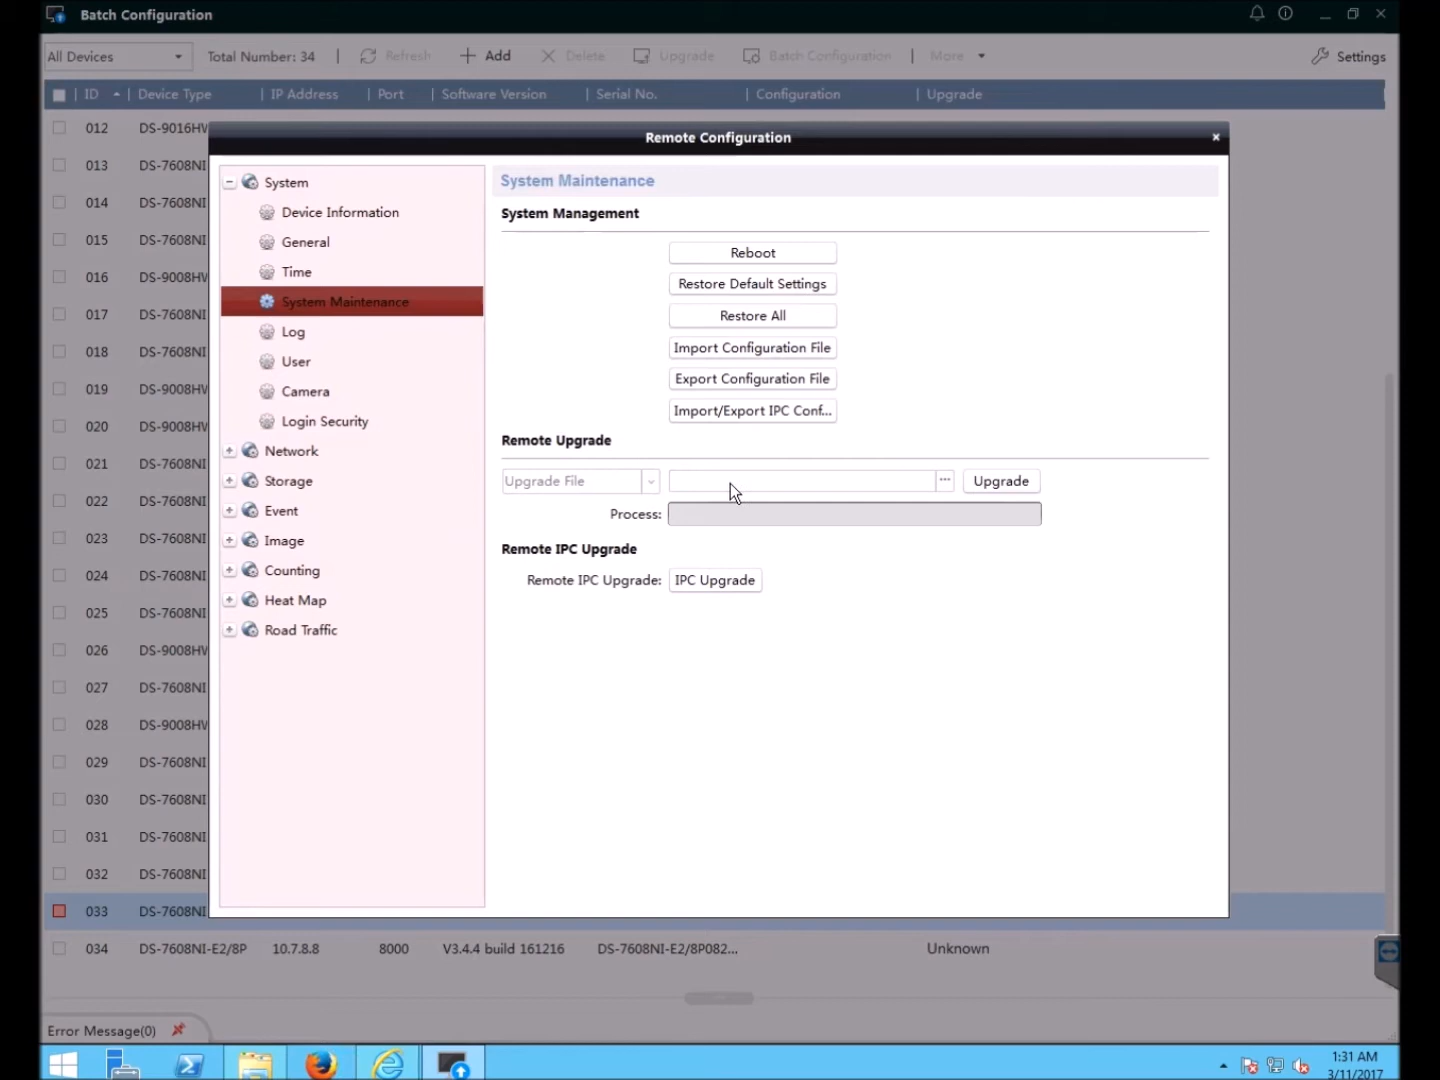 Batch Configuration
All Devices Total Number: 34 | Refresh Add Delete Upgrade Batch Configuration | More Settings
ID | Device Type | IP Address | Port | Software Version | Serial No. | Configuration | Upgrade
012 DS-9016HW
Remote Configuration
013 DS-7608NI
System
System Maintenance
014 DS-7608NI
Device Information
System Management
015 DS-7608NI
General
Reboot
016 DS-9008HW
Time
Restore Default Settings
017 DS-7608NI
System Maintenance
Restore All
018 DS-7608NI
Log
Import Configuration File
User
019 DS-9008HW
Camera
Export Configuration File
020 DS-9008HW
Login Security
Import/Export IPC Conf...
021 DS-7608NI
Network
Remote Upgrade
022 DS-7608NI
Storage
Upgrade File ... Upgrade
Event
Process:
023 DS-7608NI
Image
Remote IPC Upgrade
024 DS-7608NI
Counting
Remote IPC Upgrade: IPC Upgrade
025 DS-7608NI
Heat Map
026 DS-9008HW
Road Traffic
027 DS-7608NI
028 DS-9008HW
029 DS-7608NI
030 DS-7608NI
031 DS-7608NI
032 DS-7608NI
033 DS-7608NI
034 DS-7608NI-E2/8P 10.7.8.8 8000 V3.4.4 build 161216 DS-7608NI-E2/8P082... Unknown
Error Message(0)
1:31 AM
3/11/2017